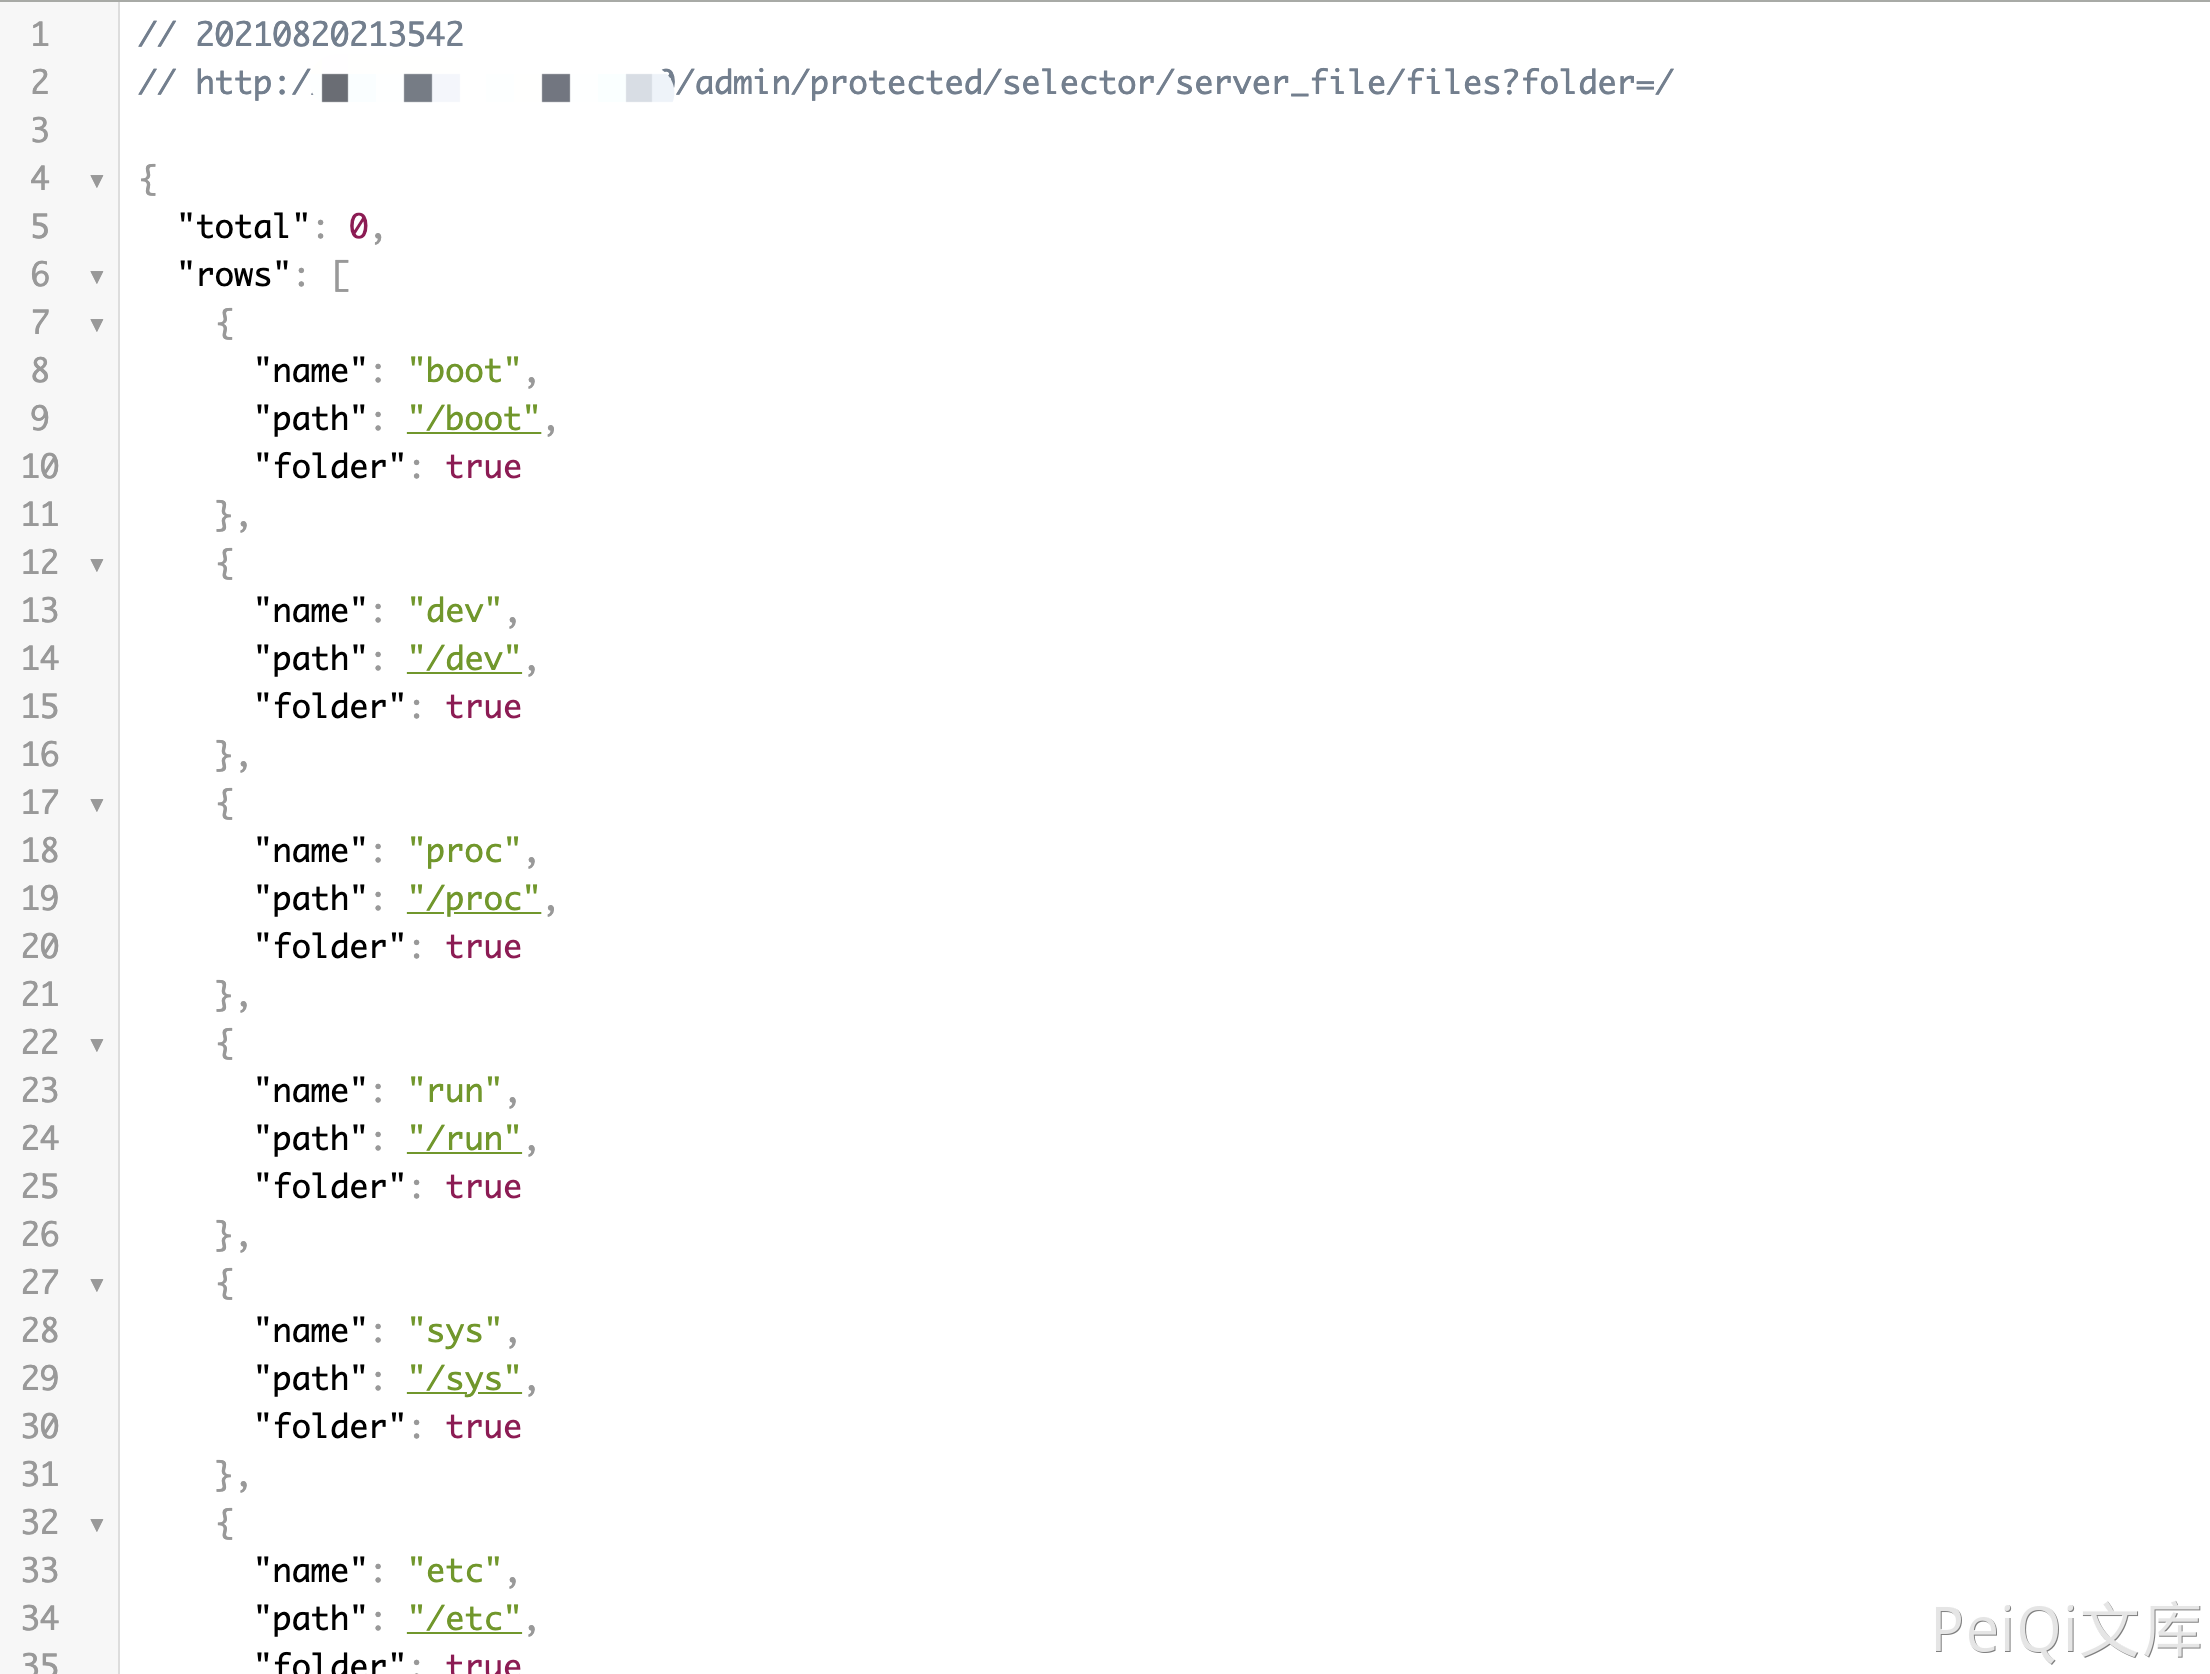 1 // 20210820213542
2 // http:/ /admin/protected/selector/server_file/files?folder=/
3
4 {
5 "total": 0,
6 "rows": [
7 {
8 "name": "boot",
9 "path": "/boot",
10 "folder": true
11 },
12 {
13 "name": "dev",
14 "path": "/dev",
15 "folder": true
16 },
17 {
18 "name": "proc",
19 "path": "/proc",
20 "folder": true
21 },
22 {
23 "name": "run",
24 "path": "/run",
25 "folder": true
26 },
27 {
28 "name": "sys",
29 "path": "/sys",
30 "folder": true
31 },
32 {
33 "name": "etc",
34 "path": "/etc",
35 "folder": true
PeiQi文库